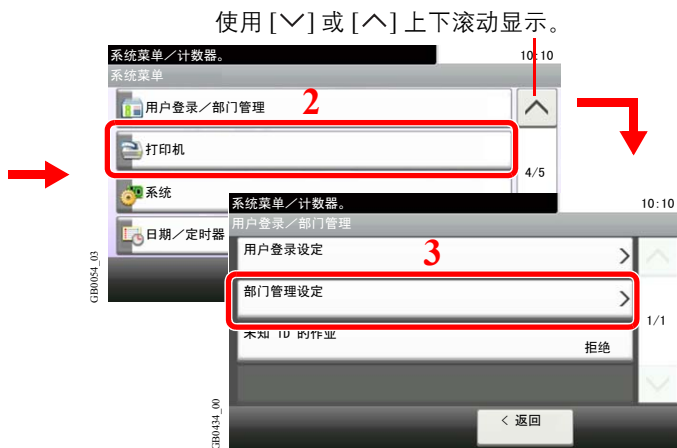 使用 [∨] 或 [∧] 上下滚动显示。
系统菜单／计数器。 10:10
系统菜单
用户登录／部门管理 2
打印机
4/5
系统
日期／定时器
GB0054_03
系统菜单／计数器。 10:10
用户登录／部门管理
用户登录设定 3
部门管理设定
1/1
未知 ID 的作业
拒绝
< 返回
GB0434_00